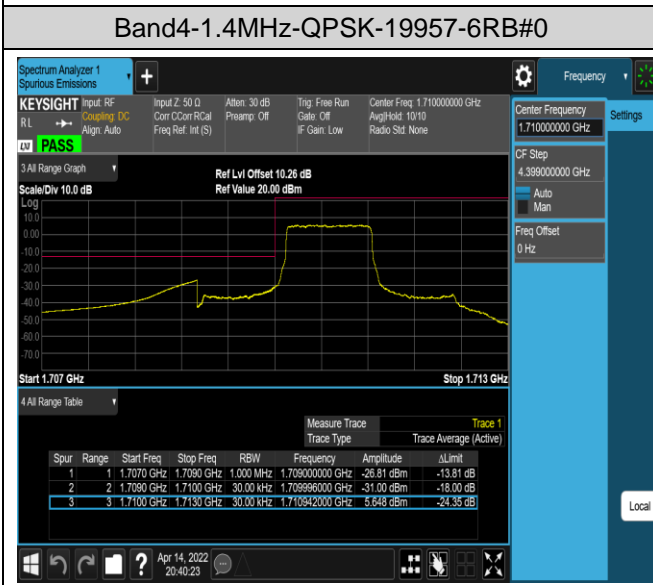 Band4-1.4MHz-QPSK-19957-6RB#0
Spectrum Analyzer 1
Spurious Emissions
Frequency
KEYSIGHT Input: RF Input Z: 50 Ω Atten: 30 dB Trig: Free Run Center Freq: 1.710000000 GHz
RL Coupling: DC Corr CCorr RCal Preamp: Off Gate: Off Avg|Hold: 10/10
Align: Auto Freq Ref: Int (S) IF Gain: Low Radio Std: None
LXI PASS
Center Frequency
1.710000000 GHz
Settings
CF Step
4.399000000 GHz
Auto
Man
Freq Offset
0 Hz
3 All Range Graph
Ref Lvl Offset 10.26 dB
Scale/Div 10.0 dB Ref Value 20.00 dBm
Log
10.0
0.00
-10.0
-20.0
-30.0
-40.0
-50.0
-60.0
-70.0
Start 1.707 GHz Stop 1.713 GHz
4 All Range Table
Measure Trace Trace 1
Trace Type Trace Average (Active)
Spur Range Start Freq Stop Freq RBW Frequency Amplitude ΔLimit
1 1 1.7070 GHz 1.7090 GHz 1.000 MHz 1.709000000 GHz -26.81 dBm -13.81 dB
2 2 1.7090 GHz 1.7100 GHz 30.00 kHz 1.709996000 GHz -31.00 dBm -18.00 dB
3 3 1.7100 GHz 1.7130 GHz 30.00 kHz 1.710942000 GHz 5.648 dBm -24.35 dB
Local
Apr 14, 2022
20:40:23